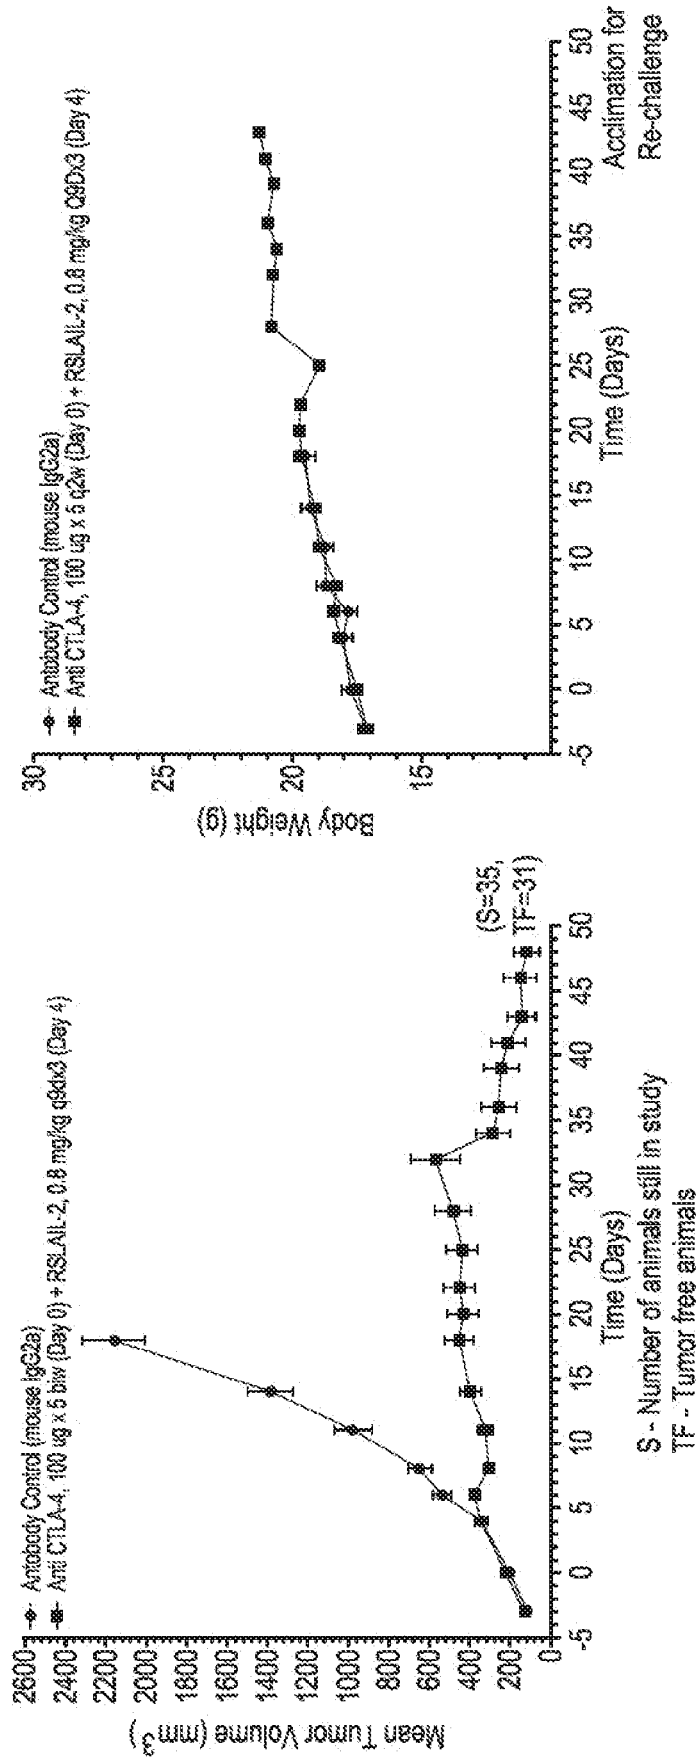 Antobody Control (mouse IgG2a)
Anti CTLA-4, 100 ug x 5 biw (Day 0) + RSLAIL-2, 0.8 mg/kg q9dx3 (Day 4)
Mean Tumor Volume (mm3)
2600
2400
2200
2000
1800
1600
1400
1200
1000
800
600
400
200
0
-5 0 5 10 15 20 25 30 35 40 45 50
Time (Days)
(S=35,
TF=31)
S - Number of animals still in study
TF - Tumor free animals
Antobody Control (mouse IgG2a)
Anti CTLA-4, 100 ug x 5 q2w (Day 0) + RSLAIL-2, 0.8 mg/kg Q9Dx3 (Day 4)
Body Weight (g)
30
25
20
15
-5 0 5 10 15 20 25 30 35 40 45 50
Time (Days)
Acclimation for
Re-challenge